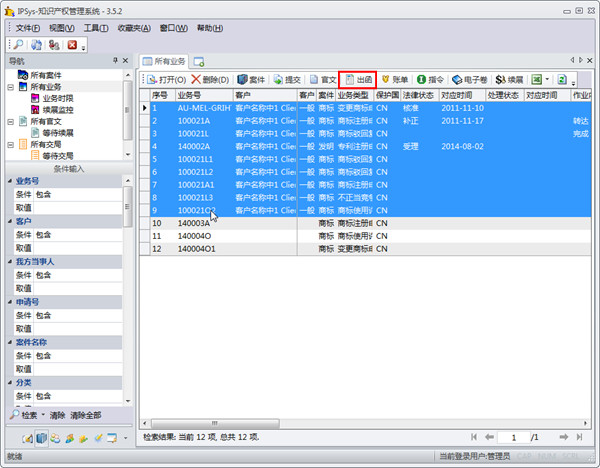 IPSys-知识产权管理系统 - 3.5.2
文件(F) 视图(V) 工具(T) 收藏夹(A) 窗口(W) 帮助(H)
导航
所有案件
所有业务
业务时限
续展监控
所有官文
等待续展
所有交局
等待交局
条件输入
业务号
条件 包含
取值
客户
条件 包含
取值
我方当事人
条件 包含
取值
申请号
条件 包含
取值
案件名称
条件 包含
取值
分类
条件 包含
检索 清除 清除全部
所有业务
打开(O) 删除(D) 案件 提交 官文 出函 账单 指令 电子卷 续展
序号 业务号 客户 客户 案件 业务类型 保护国 法律状态 对应时间 处理状态 对应时间 作业内
1 AU-MEL-GRIH 客户名称中1 Clien 一般 商标 变更商标 CN 核准 2011-11-10
2 100021A 客户名称中1 Clien 一般 商标 商标注册 CN 补正 2011-11-17 转达
3 100021L 客户名称中1 Clien 一般 商标 商标驳回 CN 完成
4 140002A 客户名称中1 Clien 一般 发明 专利注册 CN 受理 2014-08-02
5 100021L1 客户名称中1 Clien 一般 商标 商标驳回 CN
6 100021L2 客户名称中1 Clien 一般 商标 商标驳回 CN
7 100021A1 客户名称中1 Clien 一般 商标 商标注册 CN
8 100021L3 客户名称中1 Clien 一般 商标 不正当竞 CN
9 100021O2 客户名称中1 Clien 一般 商标 商标使用 CN
10 140003A 商标 商标注册 CN
11 140004O 商标 商标使用 CN
12 140004O1 商标 变更商标 CN
检索结果: 当前 12 项, 总共 12 项.
1 /1
就绪
当前登录用户:管理员
CAP NUM SCRL